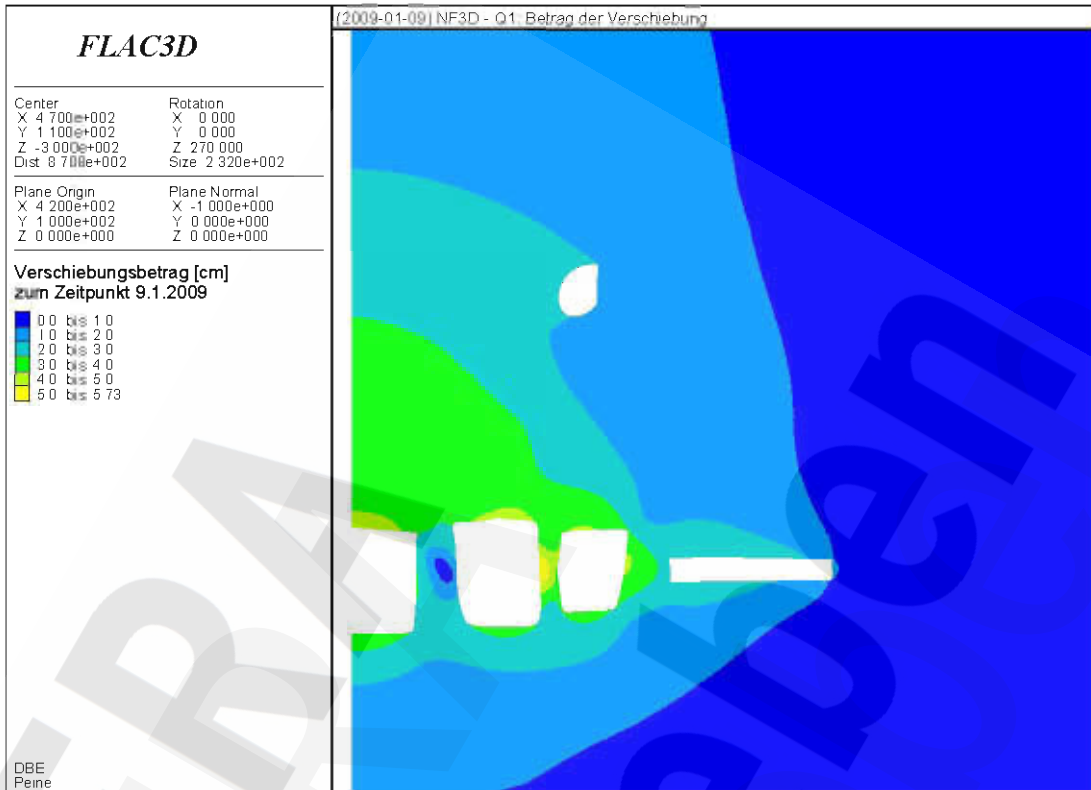 (2009-01-09) NF3D - Q1: Betrag der Verschiebung
FLAC3D
Center
X 4 700e+002
Y 1 100e+002
Z -3 000e+002
Dist 8 700e+002
Rotation
X 0 000
Y 0 000
Z 270 000
Size 2 320e+002
Plane Origin
X 4 200e+002
Y 1 000e+002
Z 0 000e+000
Plane Normal
X -1 000e+000
Y 0 000e+000
Z 0 000e+000
Verschiebungsbetrag [cm]
zum Zeitpunkt 9.1.2009
0 0 bis 1 0
1 0 bis 2 0
2 0 bis 3 0
3 0 bis 4 0
4 0 bis 5 0
5 0 bis 5 73
DBE
Peine